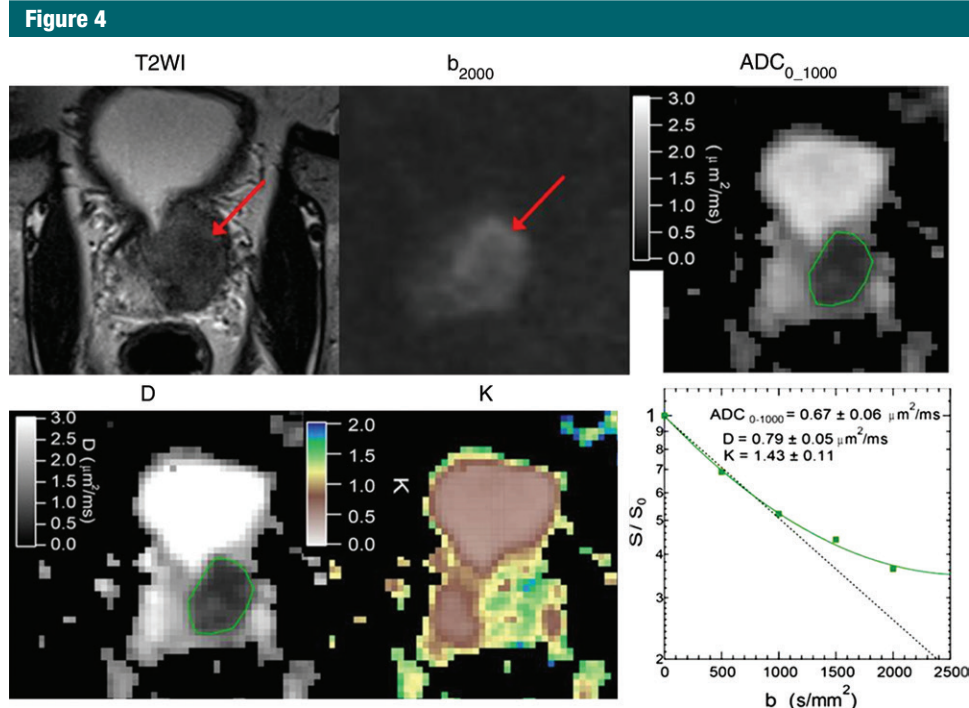 Figure 4
T2WI
b2000
ADC0_1000
3.0
2.5
2.0
1.5
1.0
0.5
0.0
(μm²/ms)
D
K
3.0
2.5
2.0
1.5
1.0
0.5
0.0
D (μm²/ms)
2.0
1.5
1.0
0.5
0.0
K
ADC 0-1000 = 0.67 ± 0.06 μm²/ms
D = 0.79 ± 0.05 μm²/ms
K = 1.43 ± 0.11
1
9
8
7
6
5
4
3
2
S/S0
0 500 1000 1500 2000 2500
b (s/mm²)